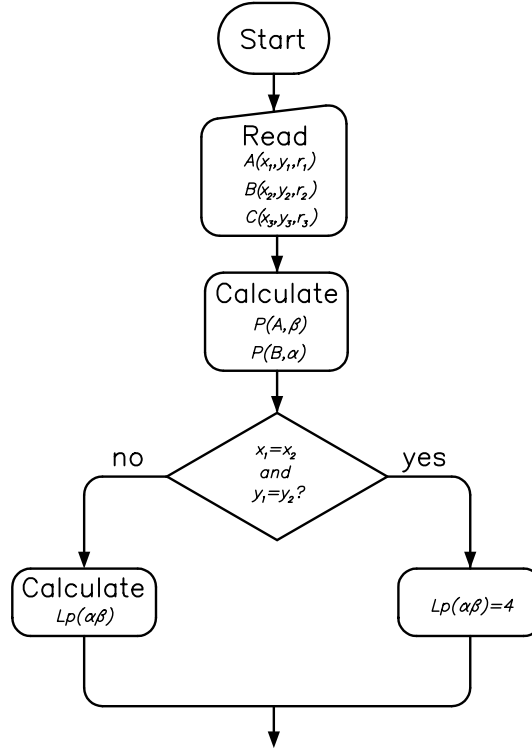 Start
Read
A(x₁,y₁,r₁)
B(x₂,y₂,r₂)
C(x₃,y₃,r₃)
Calculate
P(A,β)
P(B,α)
x₁=x₂
and
y₁=y₂?
no
yes
Calculate
Lp(αβ)
Lp(αβ)=4